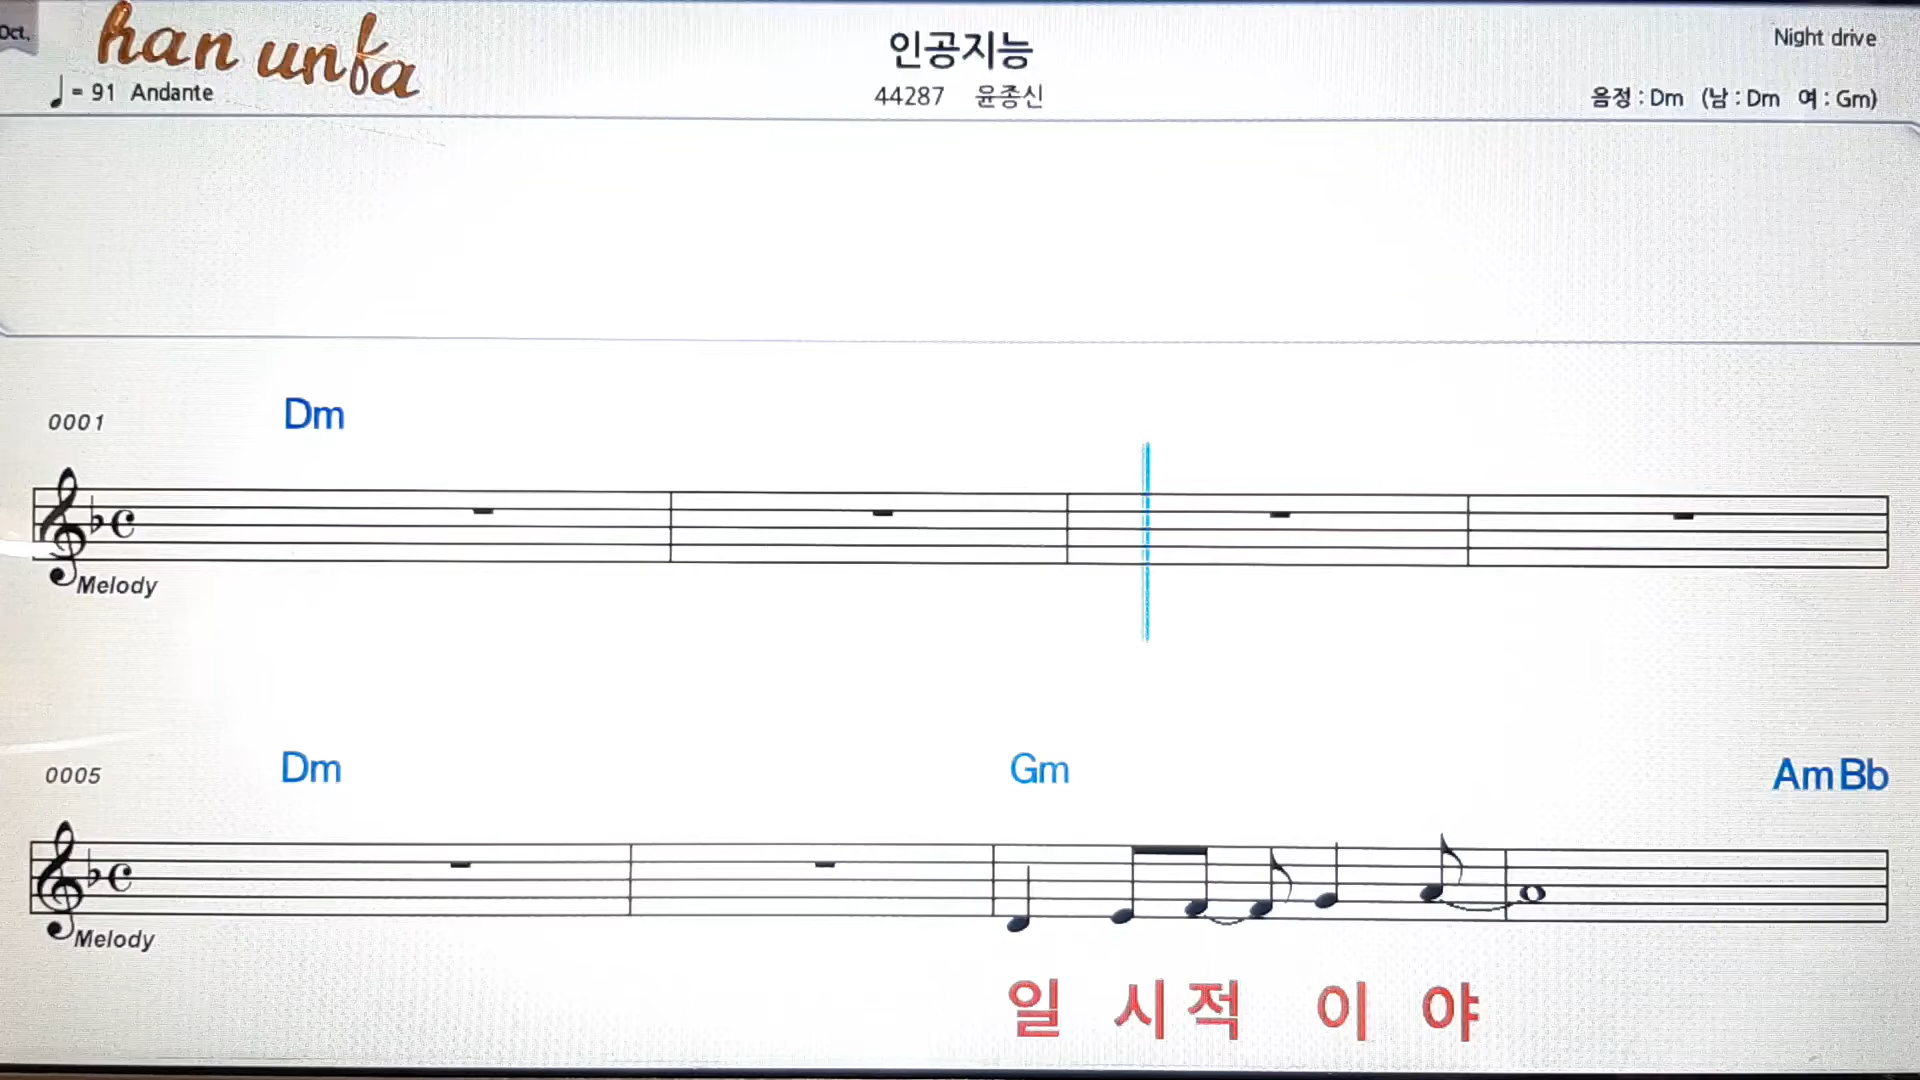 Oct.
han unfa
인공지능
Night drive
= 91 Andante
44287 윤종신
음정 : Dm (남 : Dm 여 : Gm)
0001 Dm
Melody
0005 Dm Gm Am Bb
Melody
일 시 적 이 야